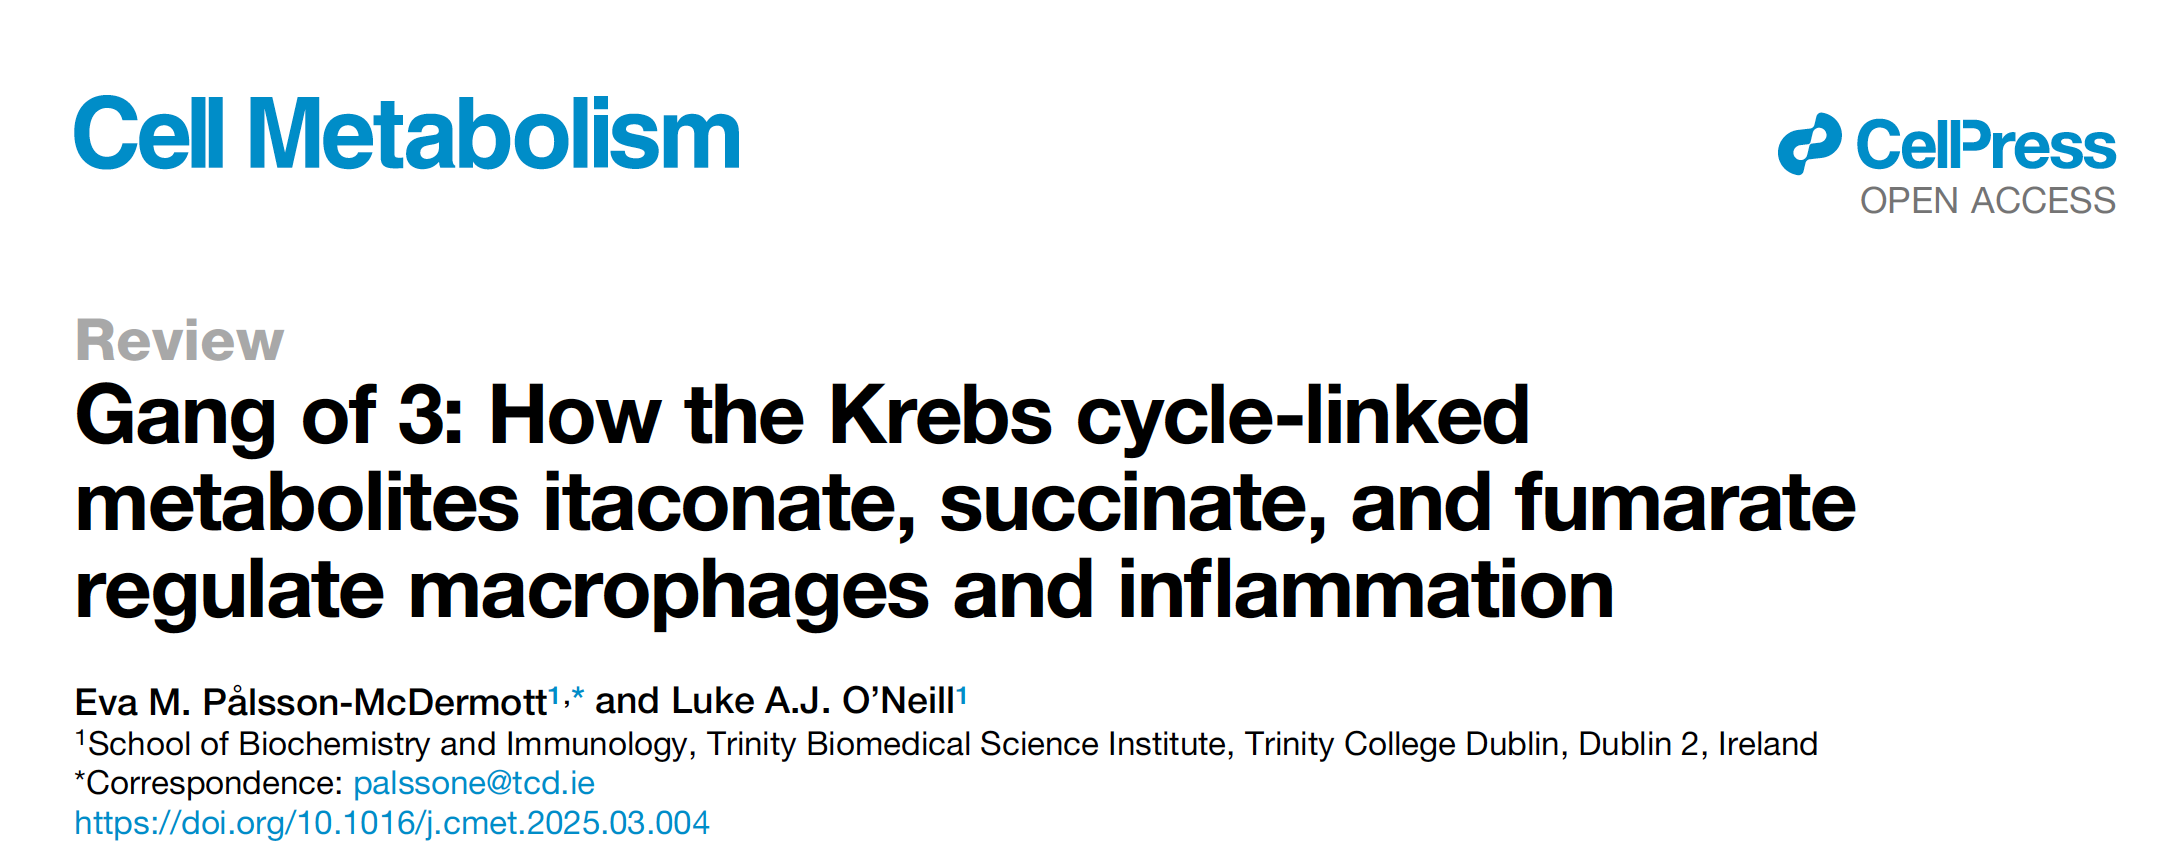 Cell Metabolism
CellPress
OPEN ACCESS
Review
Gang of 3: How the Krebs cycle-linked
metabolites itaconate, succinate, and fumarate
regulate macrophages and inflammation
Eva M. Pålsson-McDermott1,* and Luke A.J. O’Neill1
1School of Biochemistry and Immunology, Trinity Biomedical Science Institute, Trinity College Dublin, Dublin 2, Ireland
*Correspondence: palssone@tcd.ie
https://doi.org/10.1016/j.cmet.2025.03.004